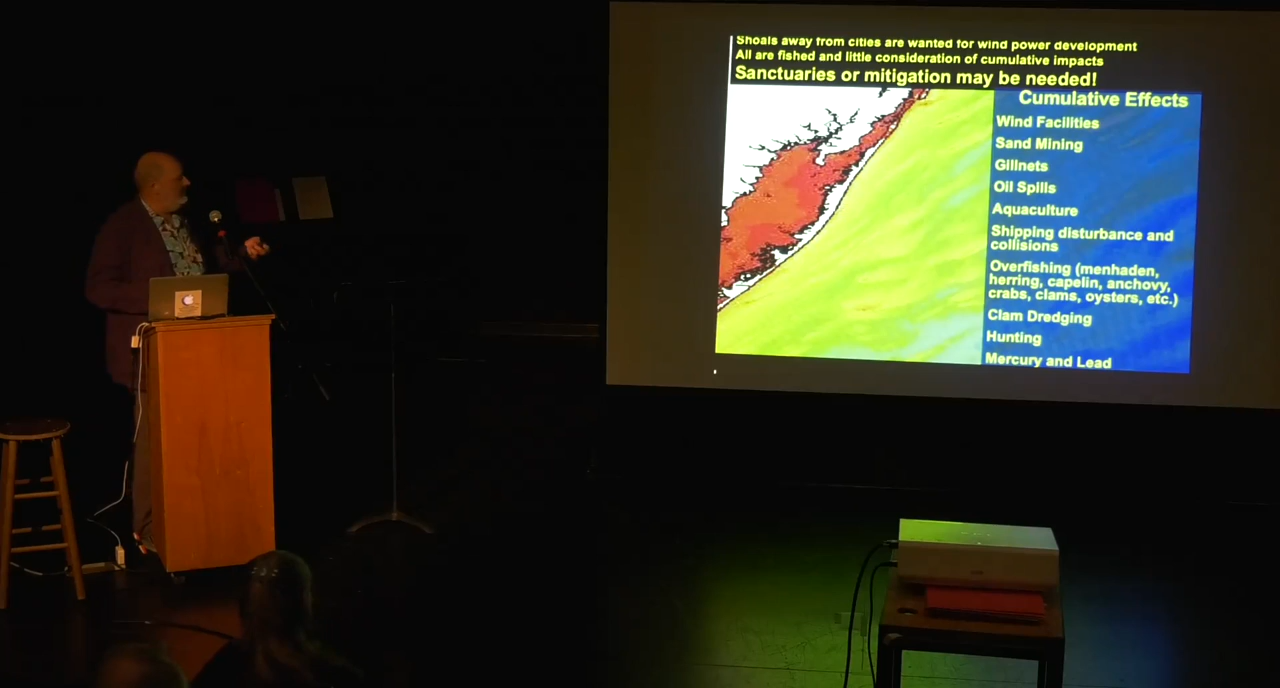 Shoals away from cities are wanted for wind power development
All are fished and little consideration of cumulative impacts
Sanctuaries or mitigation may be needed!
Cumulative Effects
Wind Facilities
Sand Mining
Gillnets
Oil Spills
Aquaculture
Shipping disturbance and
collisions
Overfishing (menhaden,
herring, capelin, anchovy,
crabs, clams, oysters, etc.)
Clam Dredging
Hunting
Mercury and Lead